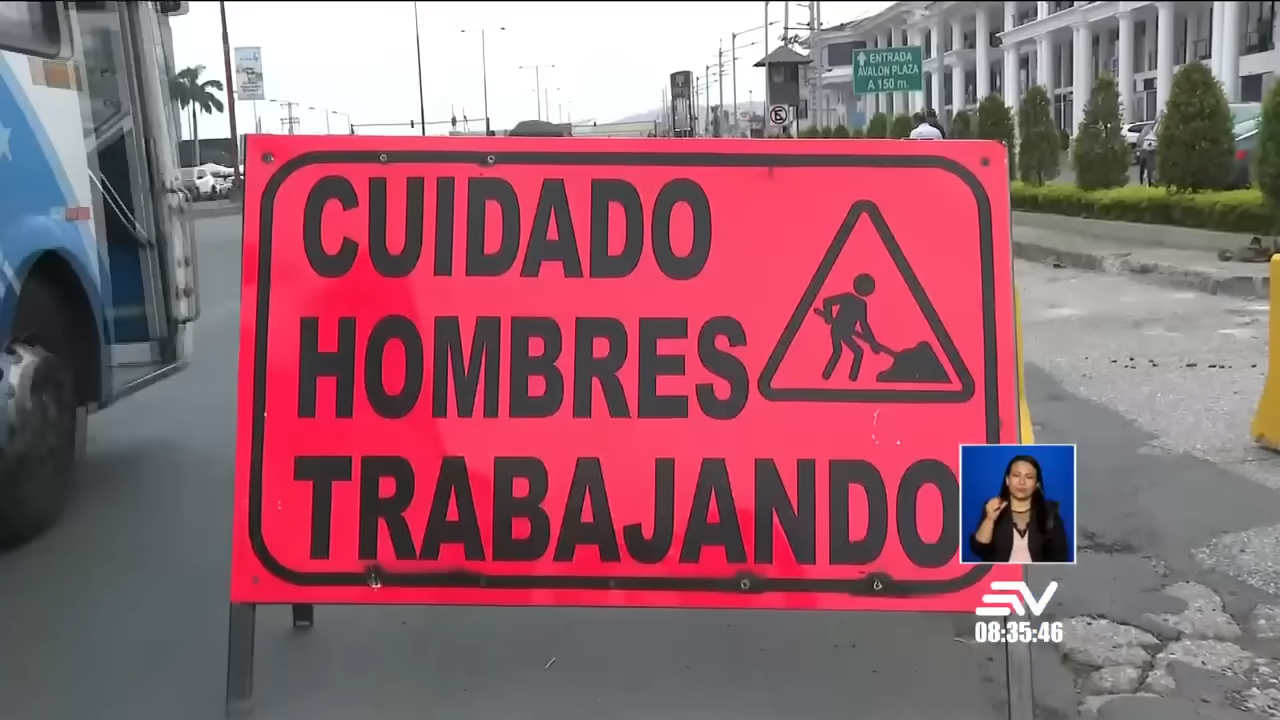 ENTRADA
AVALON PLAZA
A 150 m.
CUIDADO
HOMBRES
TRABAJANDO
08:35:46